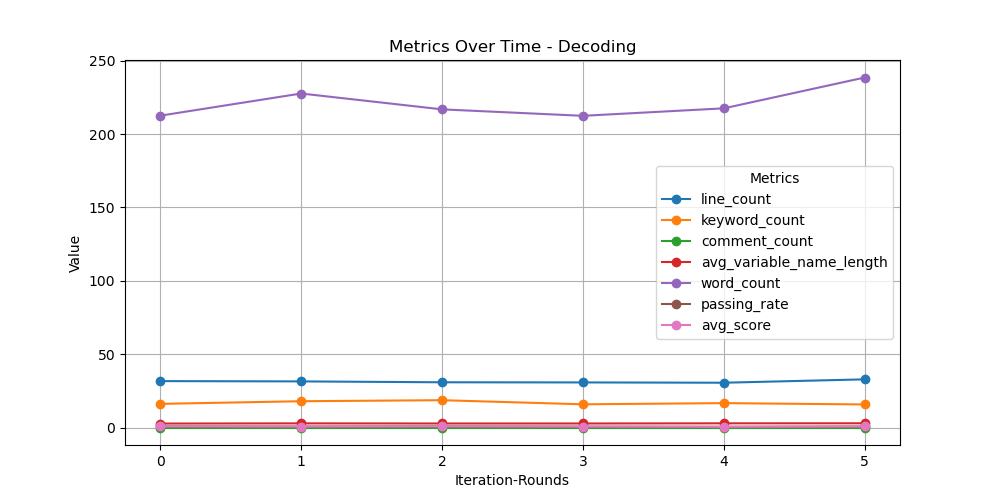 Metrics Over Time - Decoding
Value
250
200
150
100
50
0
Metrics
line_count
keyword_count
comment_count
avg_variable_name_length
word_count
passing_rate
avg_score
0 1 2 3 4 5
Iteration-Rounds